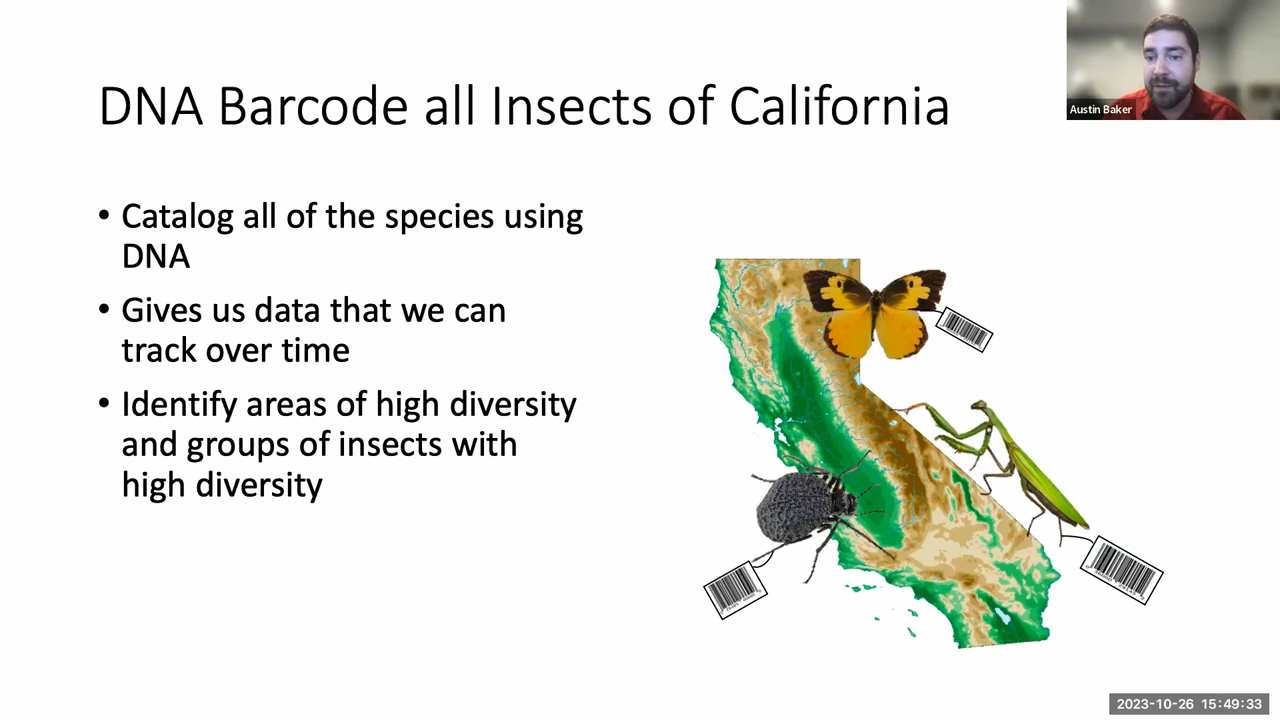 DNA Barcode all Insects of California
Austin Baker
• Catalog all of the species using
DNA
• Gives us data that we can
track over time
• Identify areas of high diversity
and groups of insects with
high diversity
2023-10-26 15:49:33